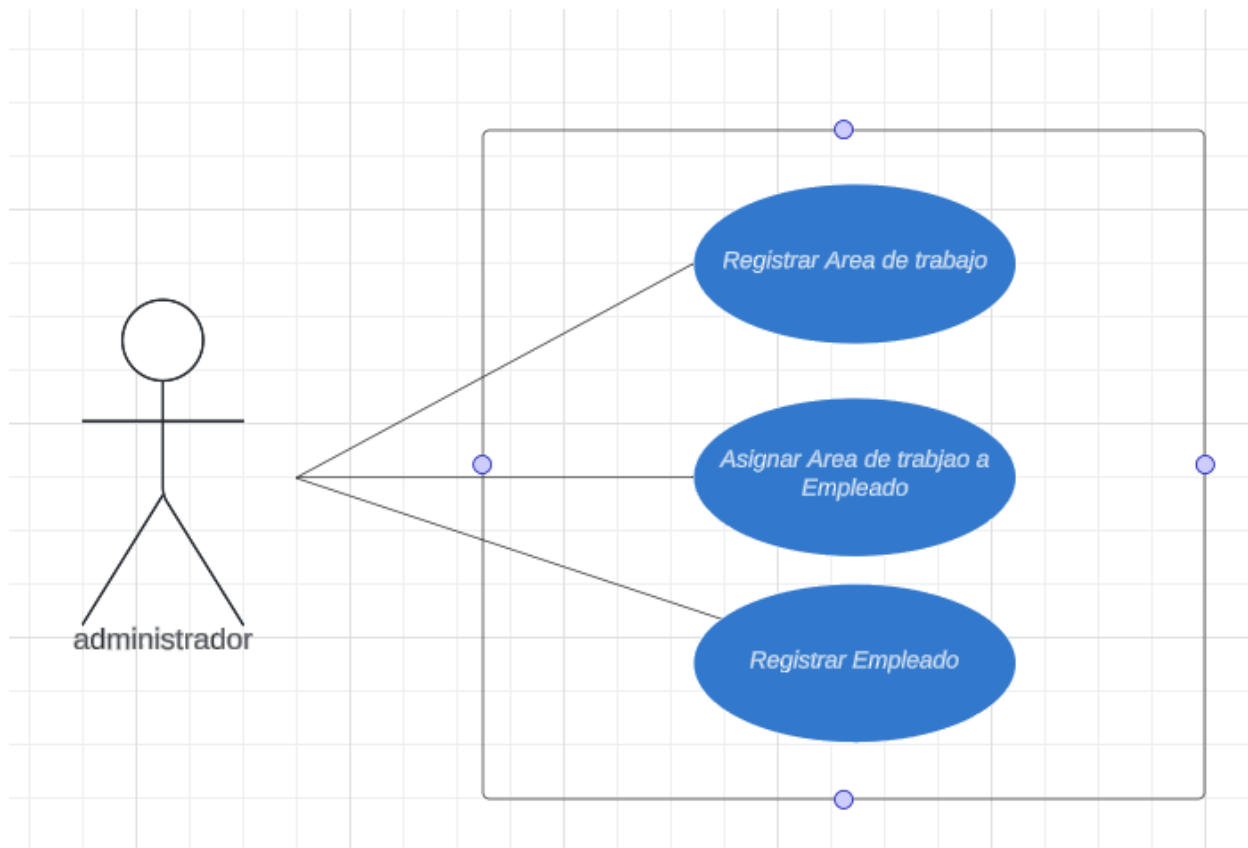 Registrar Area de trabajo
Asignar Area de trabjao a
Empleado
administrador
Registrar Empleado